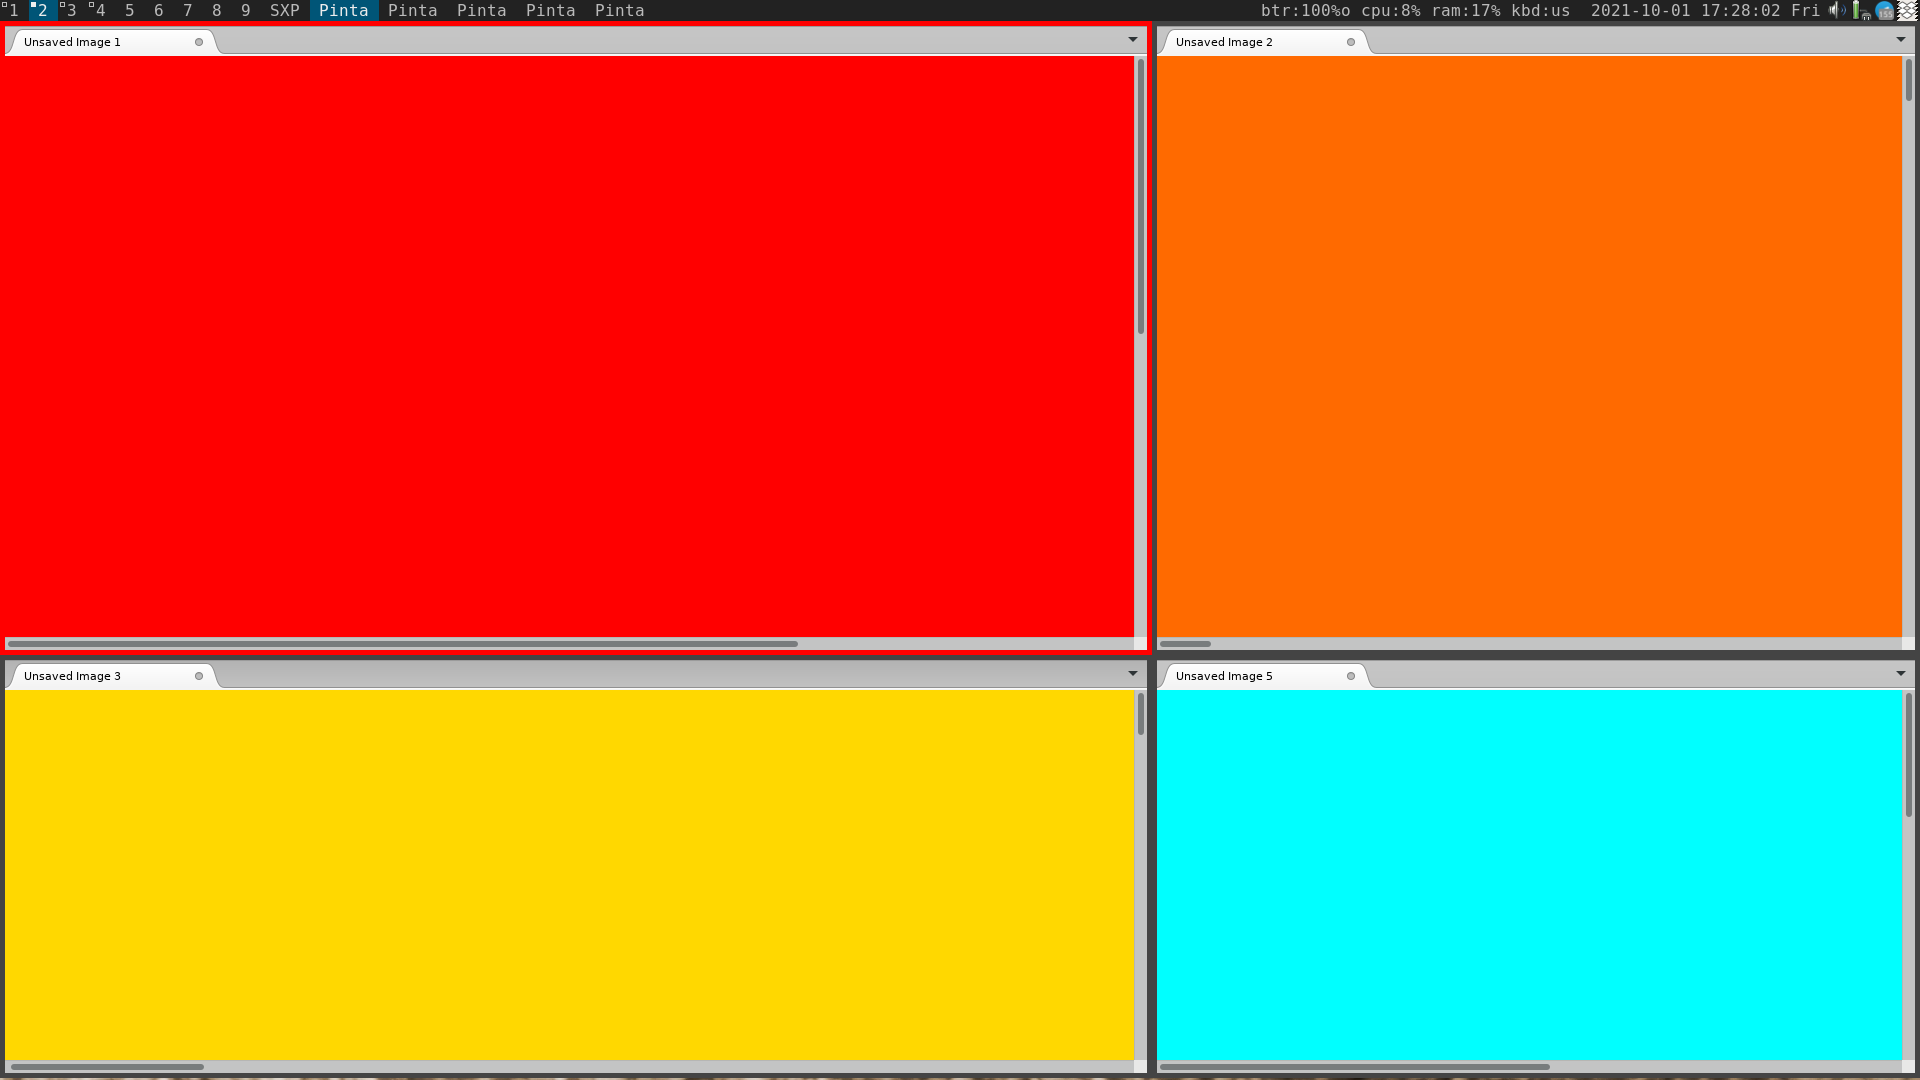 1 2 3 4 5 6 7 8 9 SXP Pinta Pinta Pinta Pinta Pinta btr:100%o cpu:8% ram:17% kbd:us 2021-10-01 17:28:02 Fri
Unsaved Image 1
Unsaved Image 2
Unsaved Image 3
Unsaved Image 5